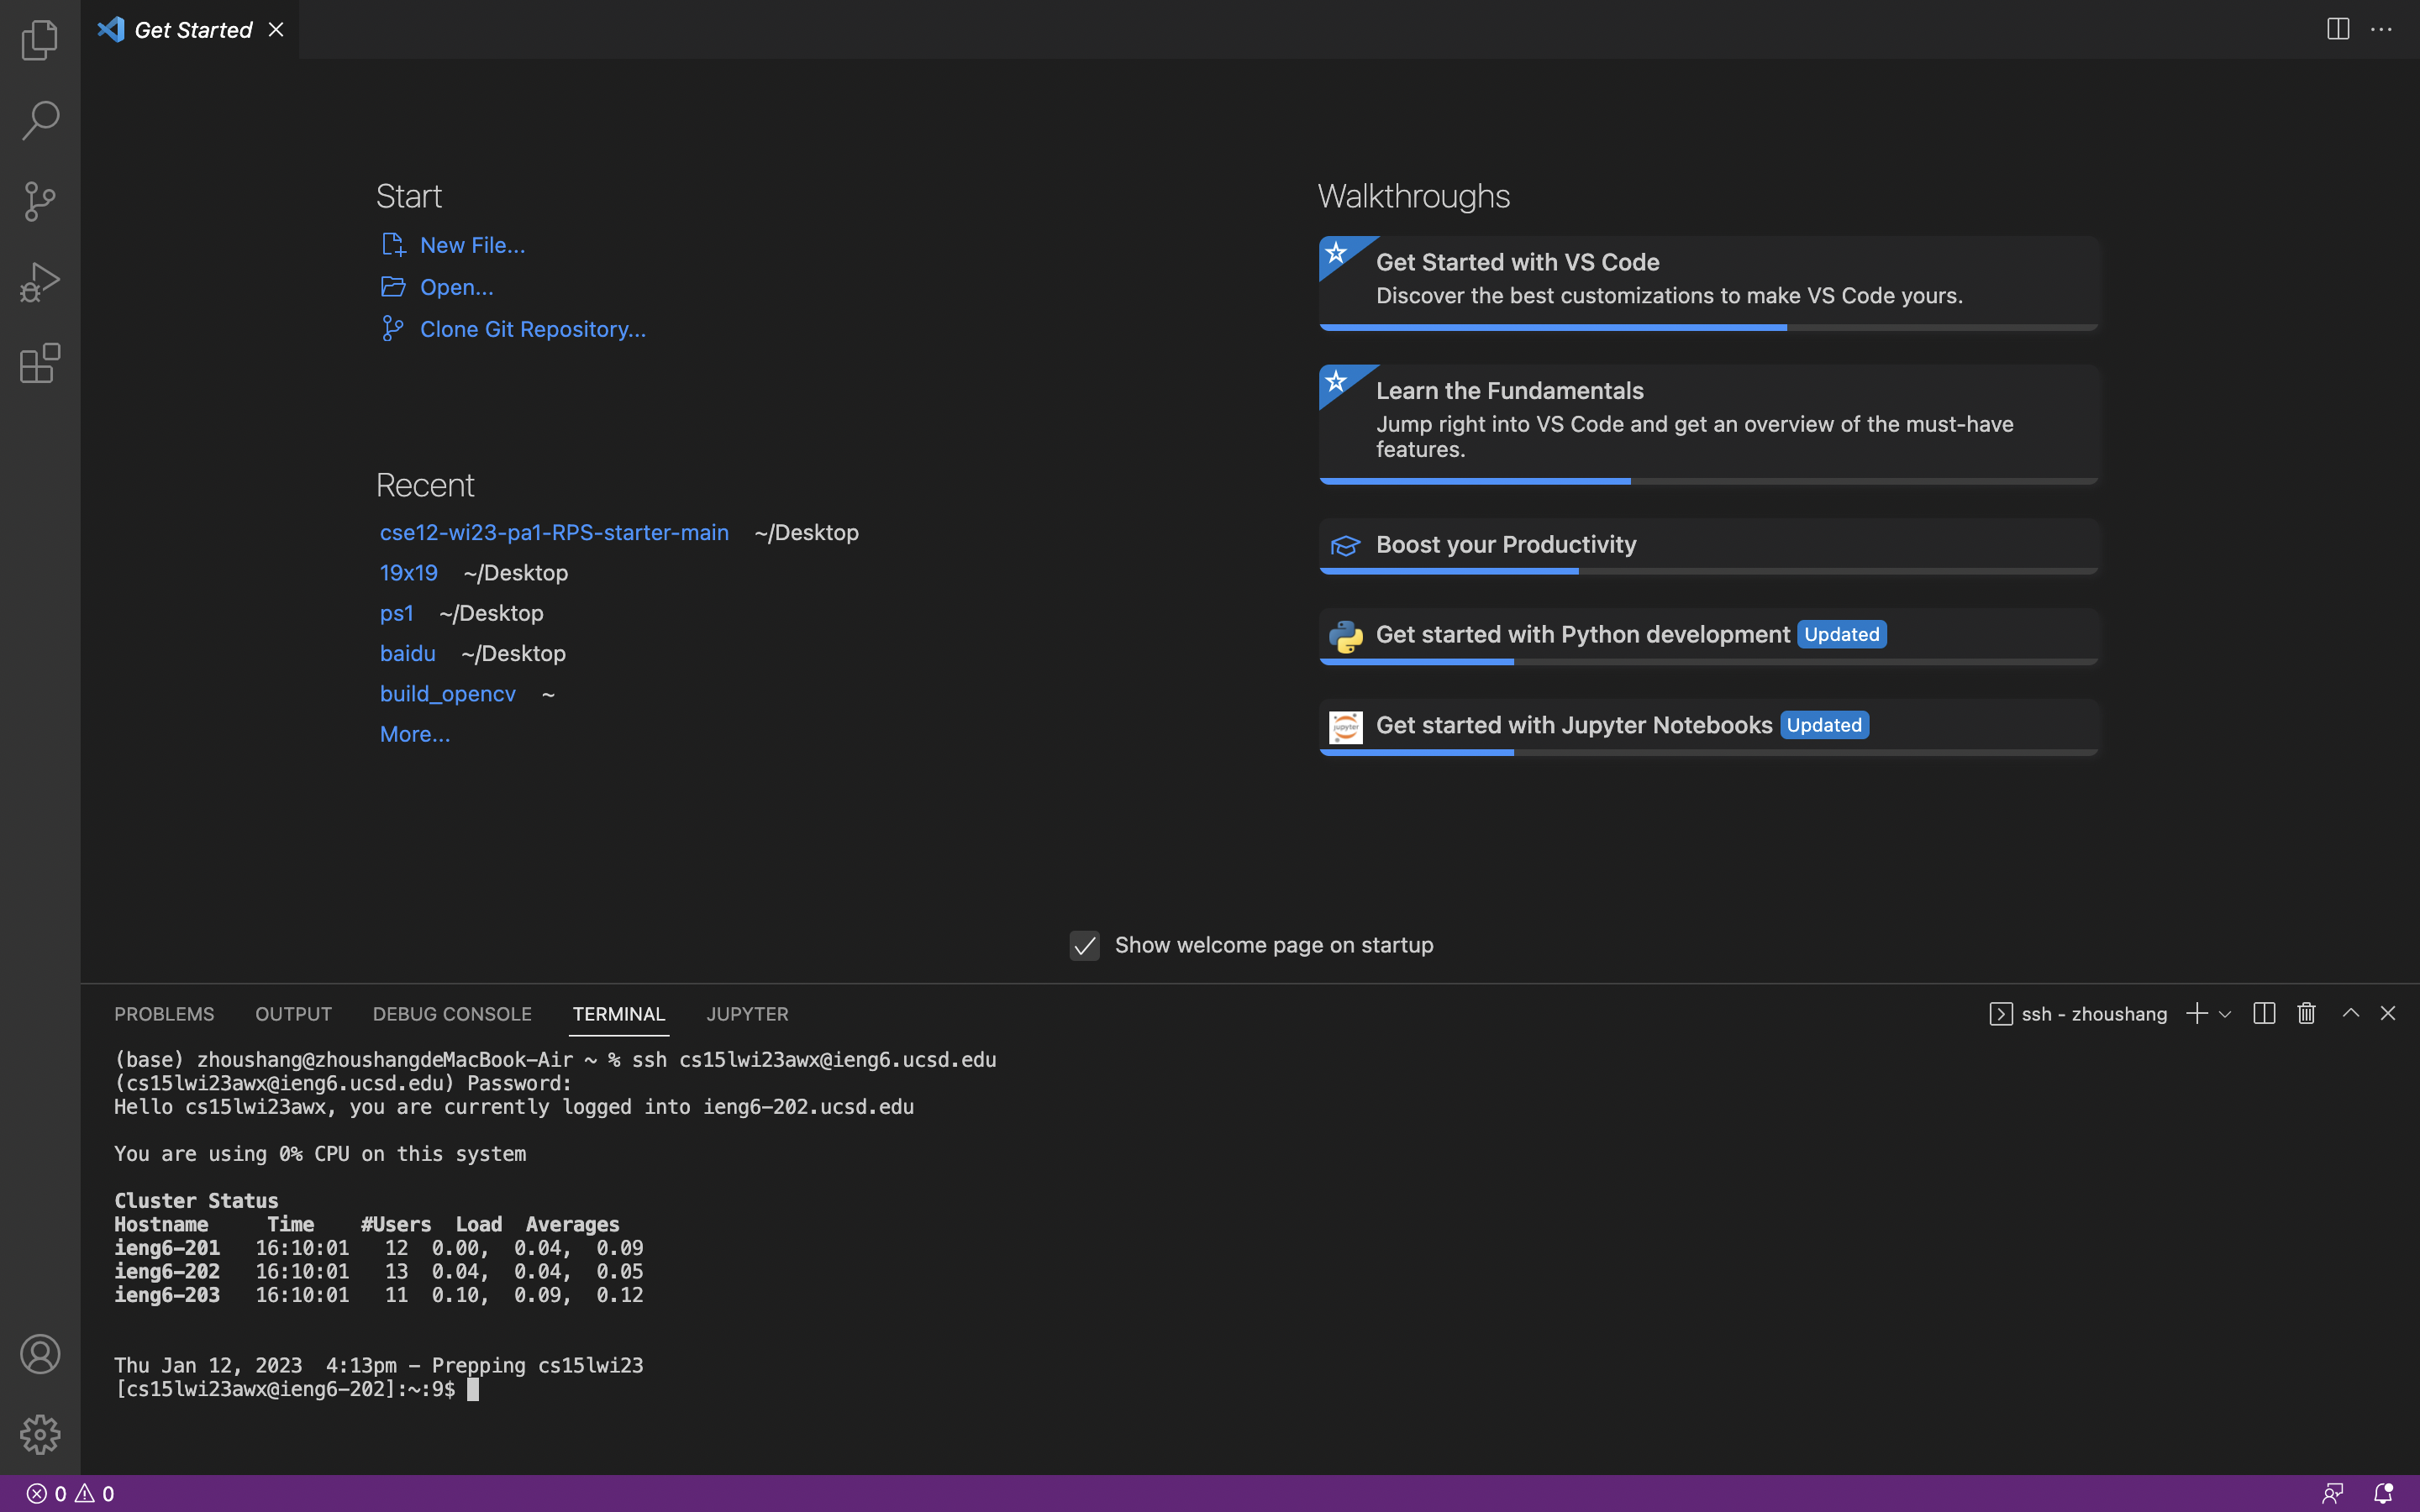 Get Started
Start
New File...
Open...
Clone Git Repository...
Recent
cse12-wi23-pa1-RPS-starter-main ~/Desktop
19x19 ~/Desktop
ps1 ~/Desktop
baidu ~/Desktop
build_opencv ~
More...
Walkthroughs
Get Started with VS Code
Discover the best customizations to make VS Code yours.
Learn the Fundamentals
Jump right into VS Code and get an overview of the must-have
features.
Boost your Productivity
Get started with Python development Updated
jupyter
Get started with Jupyter Notebooks Updated
Show welcome page on startup
PROBLEMS OUTPUT DEBUG CONSOLE TERMINAL JUPYTER
ssh - zhoushang
(base) zhoushang@zhoushangdeMacBook-Air ~ % ssh cs15lwi23awx@ieng6.ucsd.edu
(cs15lwi23awx@ieng6.ucsd.edu) Password:
Hello cs15lwi23awx, you are currently logged into ieng6-202.ucsd.edu
You are using 0% CPU on this system
Cluster Status
Hostname Time #Users Load Averages
ieng6-201 16:10:01 12 0.00, 0.04, 0.09
ieng6-202 16:10:01 13 0.04, 0.04, 0.05
ieng6-203 16:10:01 11 0.10, 0.09, 0.12
Thu Jan 12, 2023 4:13pm - Prepping cs15lwi23
[cs15lwi23awx@ieng6-202]:~:9$
0 0